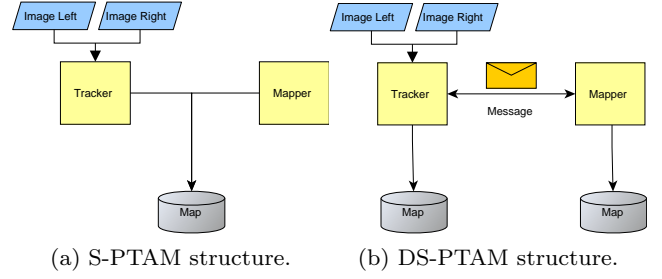 Image Left
Image Right
Tracker
Mapper
Map
(a) S-PTAM structure.
Image Left
Image Right
Tracker
Message
Mapper
Map
Map
(b) DS-PTAM structure.